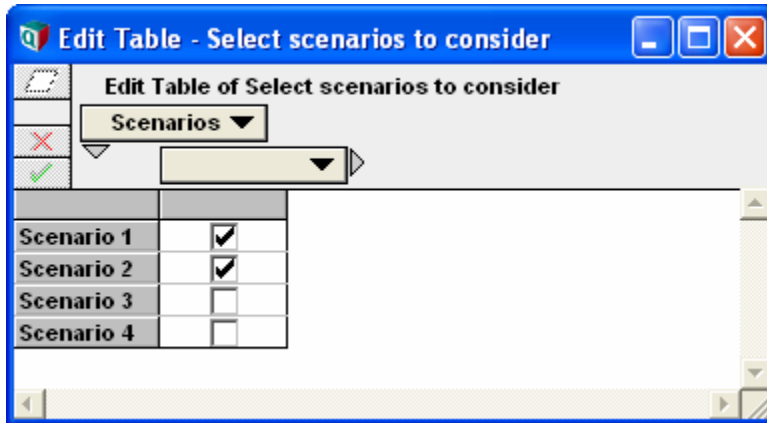 Edit Table - Select scenarios to consider
Edit Table of Select scenarios to consider
Scenarios
Scenario 1
Scenario 2
Scenario 3
Scenario 4